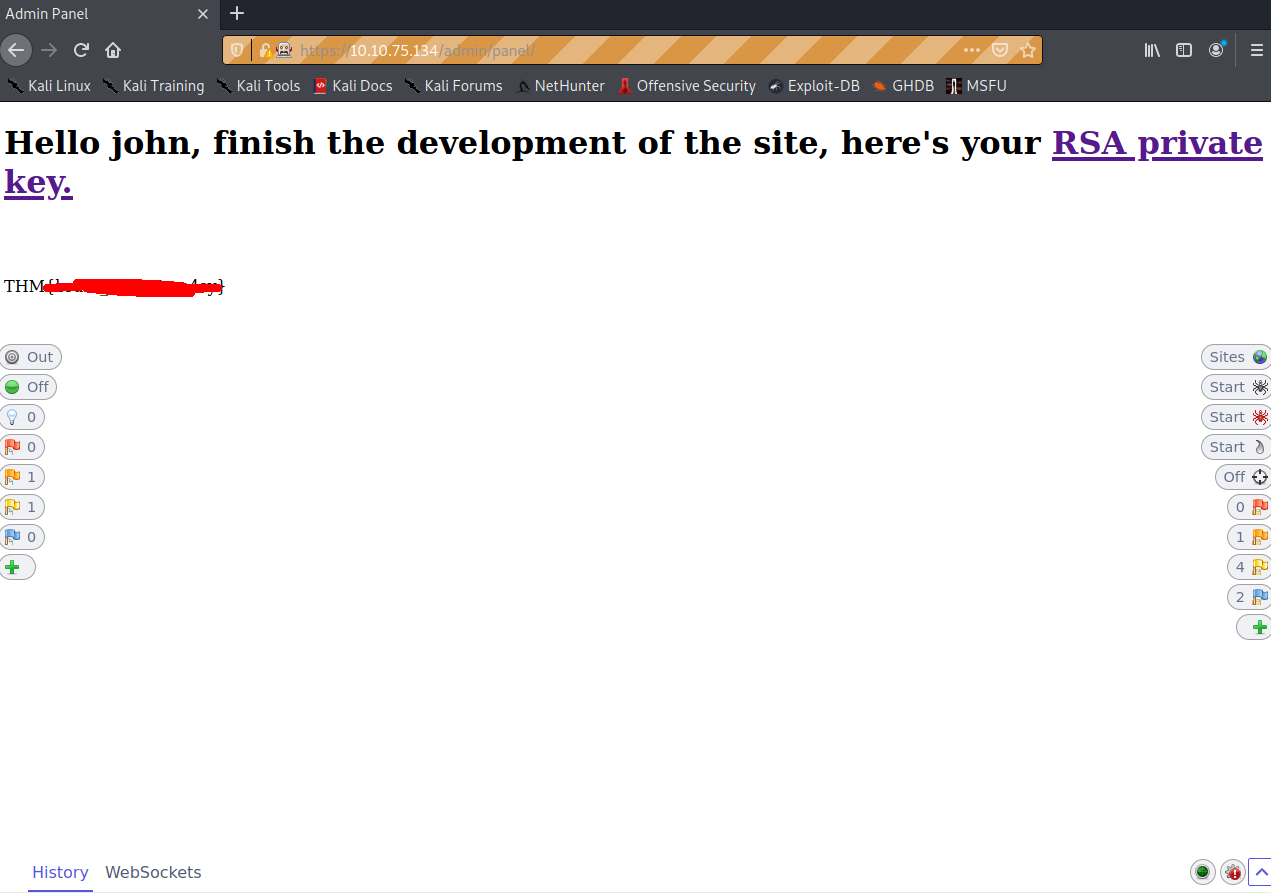 Admin Panel
https://10.10.75.134/admin/panel/
Kali Linux Kali Training Kali Tools Kali Docs Kali Forums NetHunter Offensive Security Exploit-DB GHDB MSFU
Hello john, finish the development of the site, here's your RSA private
key.
THM
Out Sites
Off Start
0 Start
0 Start
1 Off
1 0
0 1
4
2
History WebSockets